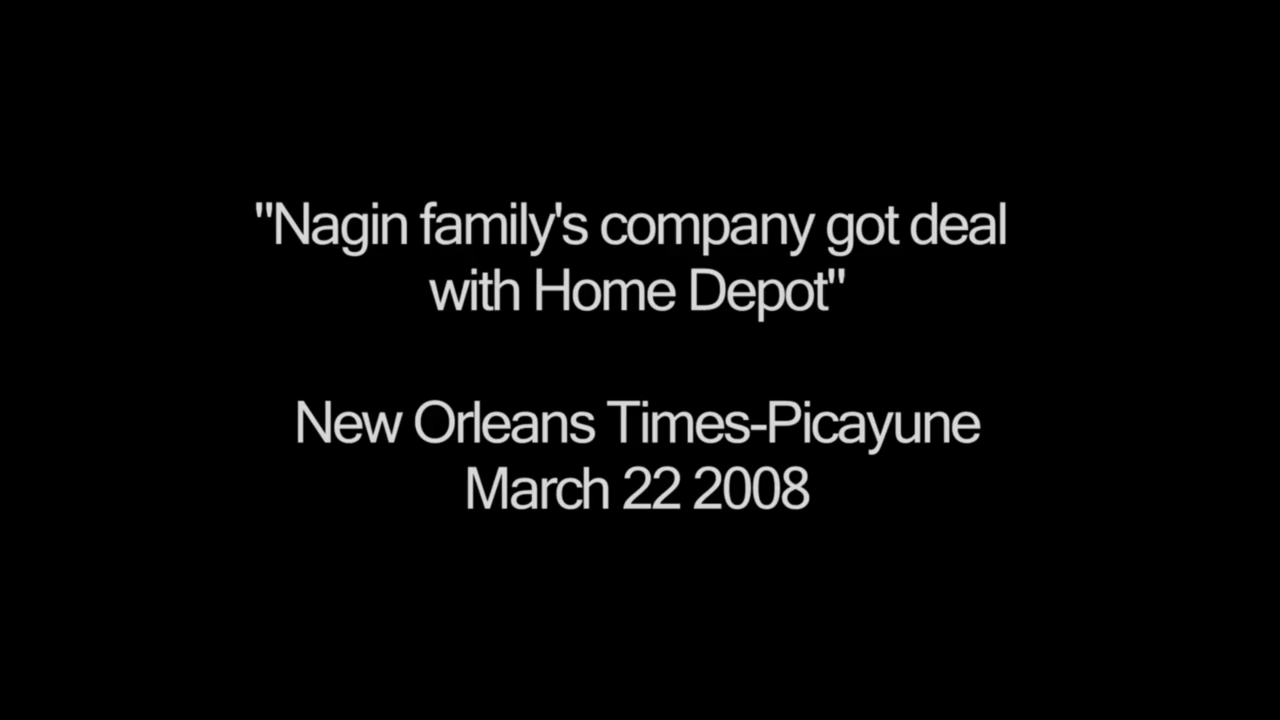 "Nagin family's company got deal
with Home Depot"
New Orleans Times-Picayune
March 22 2008